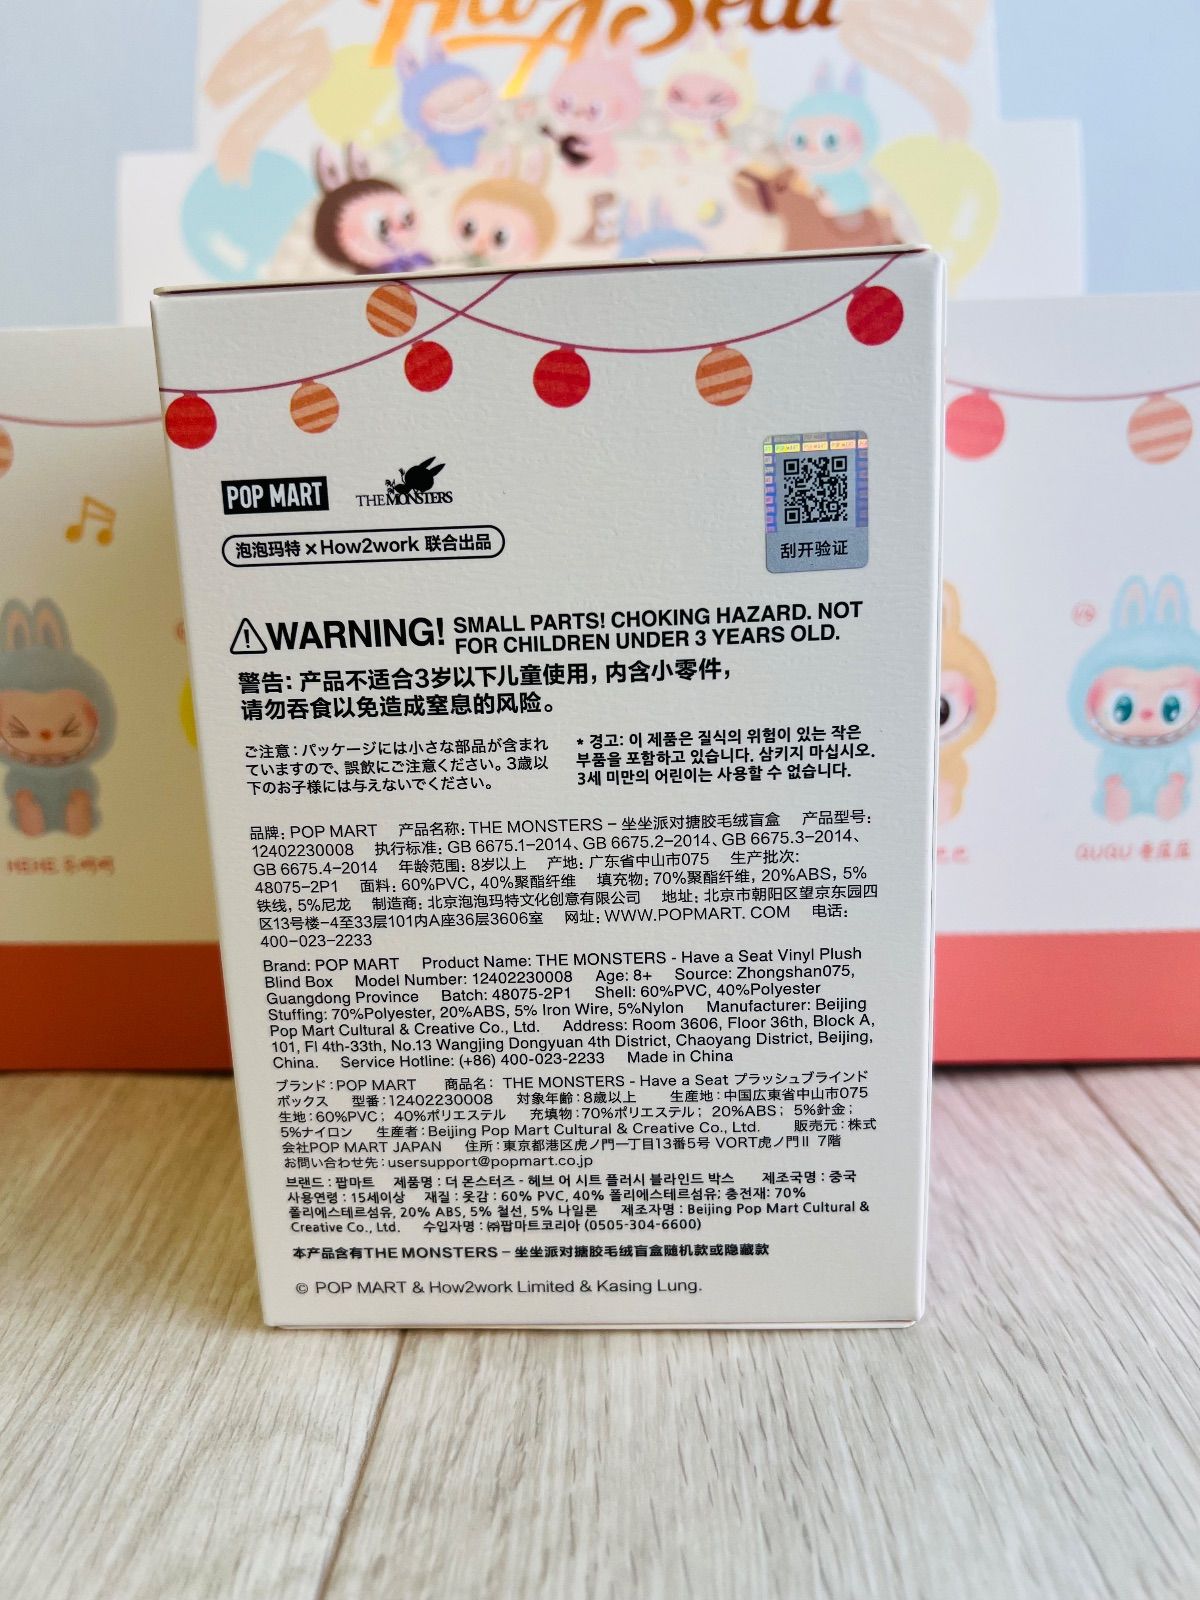 Have A Seat
POP MART
THE MONSTERS
泡泡玛特×How2work 联合出品
刮开验证
WARNING! SMALL PARTS! CHOKING HAZARD. NOT
FOR CHILDREN UNDER 3 YEARS OLD.
警告: 产品不适合3岁以下儿童使用, 内含小零件,
请勿吞食以免造成窒息的风险。
ご注意:パッケージには小さな部品が含まれ
ていますので、誤飲にご注意ください。3歳以
下のお子様には与えないでください。
* 경고: 이 제품은 질식의 위험이 있는 작은
부품을 포함하고 있습니다. 삼키지 마십시오.
3세 미만의 어린이는 사용할 수 없습니다.
品牌: POP MART 产品名称: THE MONSTERS – 坐坐派对搪胶毛绒盲盒 产品型号:
12402230008 执行标准: GB 6675.1–2014、GB 6675.2–2014、GB 6675.3–2014、
GB 6675.4–2014 年龄范围: 8岁以上 产地: 广东省中山市075 生产批次:
48075–2P1 面料: 60%PVC, 40%聚酯纤维 填充物: 70%聚酯纤维, 20%ABS, 5%
铁线, 5%尼龙 制造商: 北京泡泡玛特文化创意有限公司 地址: 北京市朝阳区望京东园四
区13号楼–4至33层101内A座36层3606室 网址: WWW.POPMART. COM 电话:
400–023–2233
Brand: POP MART Product Name: THE MONSTERS - Have a Seat Vinyl Plush
Blind Box Model Number: 12402230008 Age: 8+ Source: Zhongshan075,
Guangdong Province Batch: 48075-2P1 Shell: 60%PVC, 40%Polyester
Stuffing: 70%Polyester, 20%ABS, 5% Iron Wire, 5%Nylon Manufacturer: Beijing
Pop Mart Cultural & Creative Co., Ltd. Address: Room 3606, Floor 36th, Block A,
101, Fl 4th-33th, No.13 Wangjing Dongyuan 4th District, Chaoyang District, Beijing,
China. Service Hotline: (+86) 400-023-2233 Made in China
ブランド:POP MART 商品名: THE MONSTERS - Have a Seat プラッシュブラインド
ボックス 型番:12402230008 対象年齢:8歳以上 生産地:中国広東省中山市075
生地:60%PVC; 40%ポリエステル 充填物:70%ポリエステル; 20%ABS; 5%針金;
5%ナイロン 生産者:Beijing Pop Mart Cultural & Creative Co., Ltd. 販売元:株式
会社POP MART JAPAN 住所:東京都港区虎ノ門一丁目13番5号 VORT虎ノ門Ⅱ 7階
お問い合わせ先:usersupport@popmart.co.jp
브랜드 : 팝마트 제품명 : 더 몬스터즈 - 헤브 어 시트 플러시 블라인드 박스 제조국명 : 중국
사용연령 : 15세이상 재질 : 옷감 : 60% PVC, 40% 폴리에스테르섬유; 충전재: 70%
폴리에스테르섬유, 20% ABS, 5% 철선, 5% 나일론 제조자명 : Beijing Pop Mart Cultural &
Creative Co., Ltd. 수입자명 : ㈜팝마트코리아 (0505-304-6600)
本产品含有THE MONSTERS – 坐坐派对搪胶毛绒盲盒随机款或隐藏款
© POP MART & How2work Limited & Kasing Lung.
HEHE
QUQU